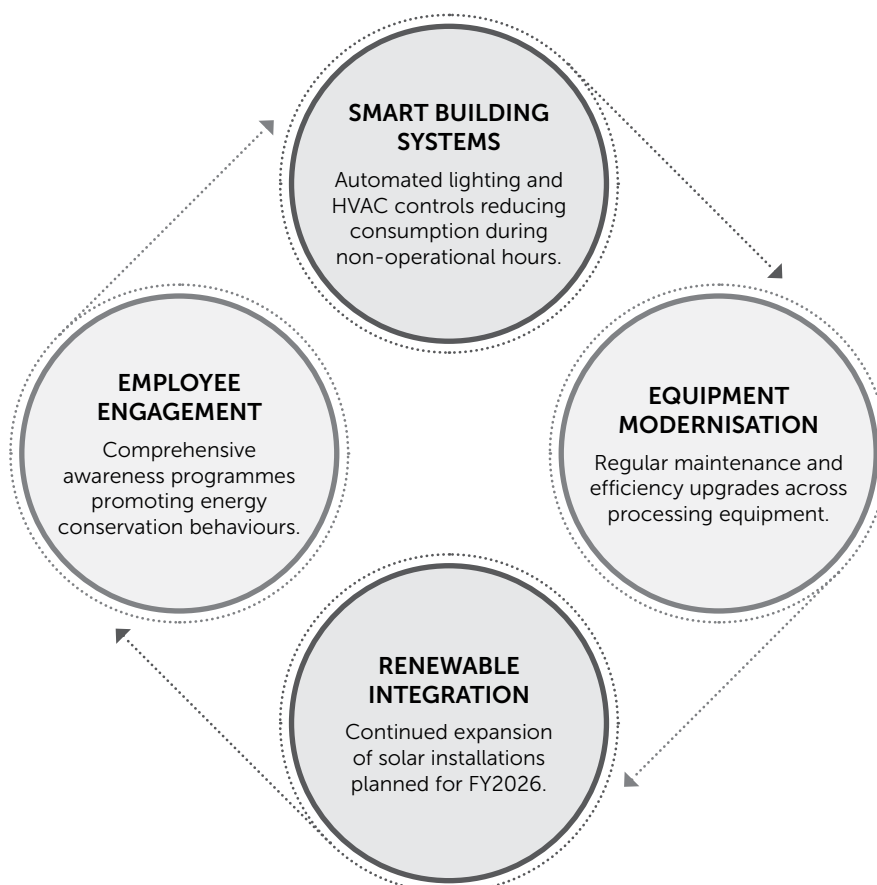 SMART BUILDING
SYSTEMS
Automated lighting and
HVAC controls reducing
consumption during
non-operational hours.
EMPLOYEE
ENGAGEMENT
Comprehensive
awareness programmes
promoting energy
conservation behaviours.
EQUIPMENT
MODERNISATION
Regular maintenance and
efficiency upgrades across
processing equipment.
RENEWABLE
INTEGRATION
Continued expansion
of solar installations
planned for FY2026.